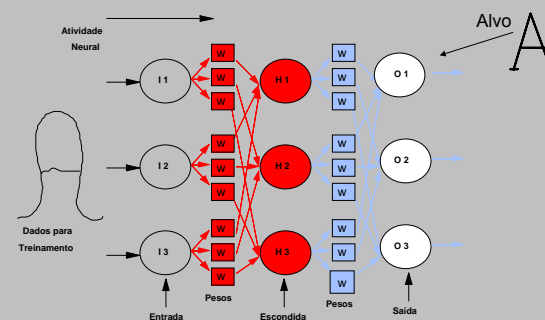 Atividade
Neural
Alvo
A
I 1
W
W
W
H 1
W
W
W
O 1
I 2
W
W
W
H 2
W
W
W
O 2
Dados para
Treinamento
I 3
W
W
W
H 3
W
W
W
O 3
Pesos
Pesos
Entrada
Escondida
Saída